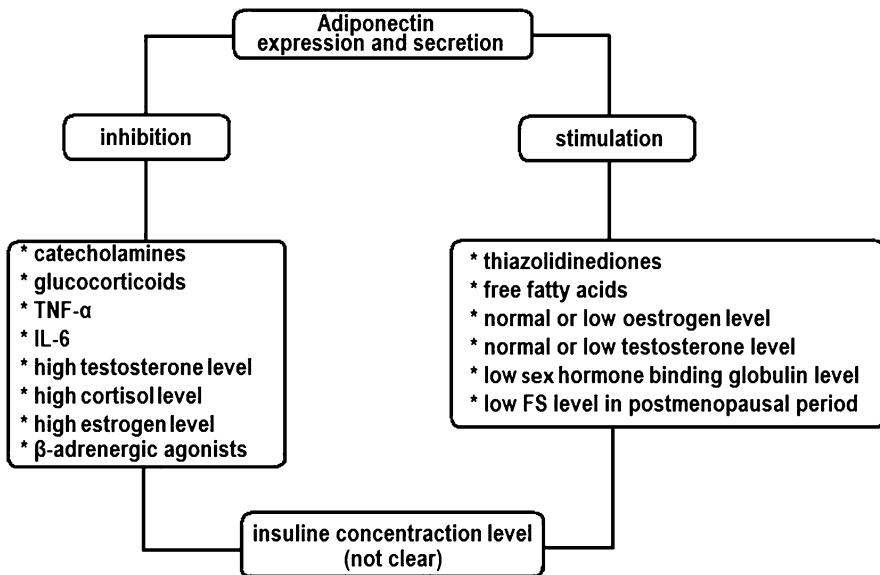 Adiponectin
expression and secretion
inhibition
stimulation
* catecholamines
* glucocorticoids
* TNF-α
* IL-6
* high testosterone level
* high cortisol level
* high estrogen level
* β-adrenergic agonists
* thiazolidinediones
* free fatty acids
* normal or low oestrogen level
* normal or low testosterone level
* low sex hormone binding globulin level
* low FS level in postmenopausal period
insuline concentraction level
(not clear)